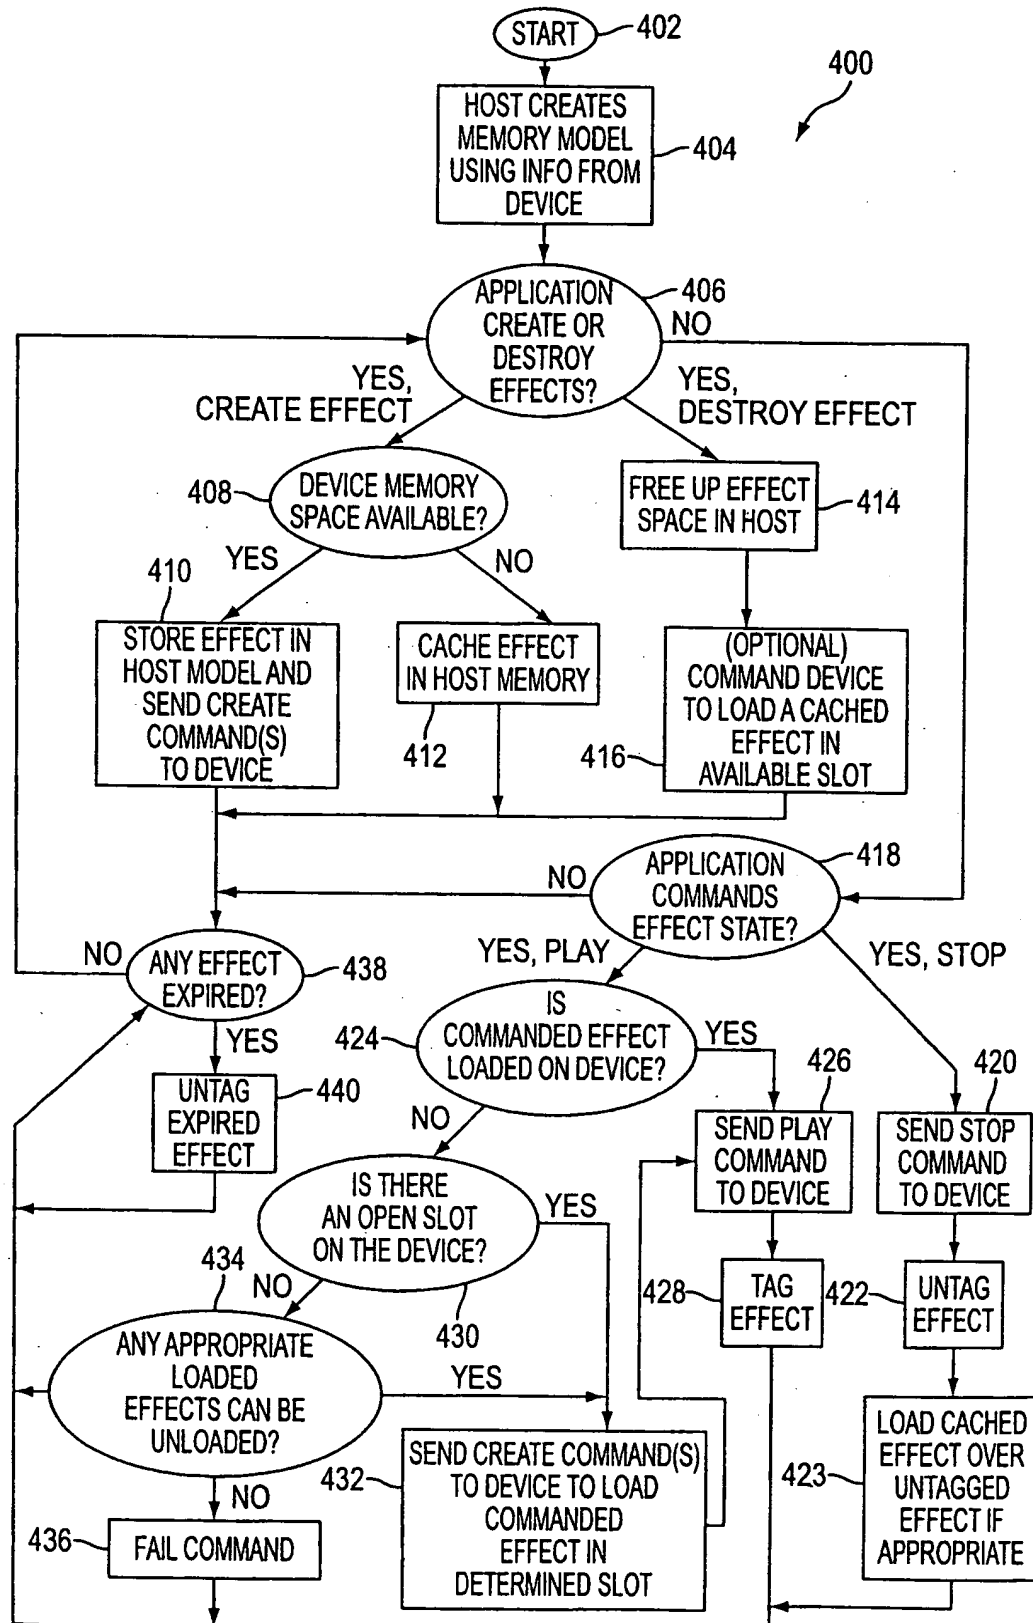 START
402
400
HOST CREATES
MEMORY MODEL
USING INFO FROM
DEVICE
404
APPLICATION
CREATE OR
DESTROY
EFFECTS?
406
NO
YES,
CREATE EFFECT
YES,
DESTROY EFFECT
408
DEVICE MEMORY
SPACE AVAILABLE?
FREE UP EFFECT
SPACE IN HOST
414
YES
NO
410
STORE EFFECT IN
HOST MODEL AND
SEND CREATE
COMMAND(S)
TO DEVICE
CACHE EFFECT
IN HOST MEMORY
412
(OPTIONAL)
COMMAND DEVICE
TO LOAD A CACHED
EFFECT IN
AVAILABLE SLOT
416
APPLICATION
COMMANDS
EFFECT STATE?
418
NO
NO
ANY EFFECT
EXPIRED?
438
YES, PLAY
YES, STOP
YES
424
IS
COMMANDED EFFECT
LOADED ON DEVICE?
YES
426
420
UNTAG
EXPIRED
EFFECT
440
NO
SEND PLAY
COMMAND
TO DEVICE
SEND STOP
COMMAND
TO DEVICE
IS THERE
AN OPEN SLOT
ON THE DEVICE?
YES
434
NO
430
428
TAG
EFFECT
422
UNTAG
EFFECT
ANY APPROPRIATE
LOADED
EFFECTS CAN BE
UNLOADED?
YES
NO
432
SEND CREATE COMMAND(S)
TO DEVICE TO LOAD
COMMANDED
EFFECT IN
DETERMINED SLOT
423
LOAD CACHED
EFFECT OVER
UNTAGGED
EFFECT IF
APPROPRIATE
436
FAIL COMMAND